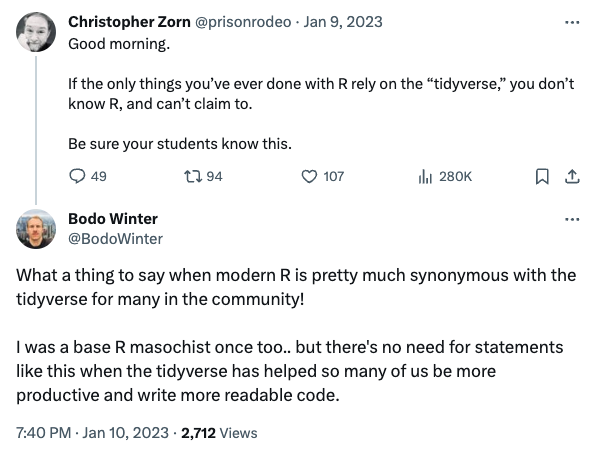 Christopher Zorn @prisonrodeo · Jan 9, 2023
Good morning.
If the only things you’ve ever done with R rely on the “tidyverse,” you don’t
know R, and can’t claim to.
Be sure your students know this.
49 94 107 280K
Bodo Winter
@BodoWinter
What a thing to say when modern R is pretty much synonymous with the
tidyverse for many in the community!
I was a base R masochist once too.. but there's no need for statements
like this when the tidyverse has helped so many of us be more
productive and write more readable code.
7:40 PM · Jan 10, 2023 · 2,712 Views